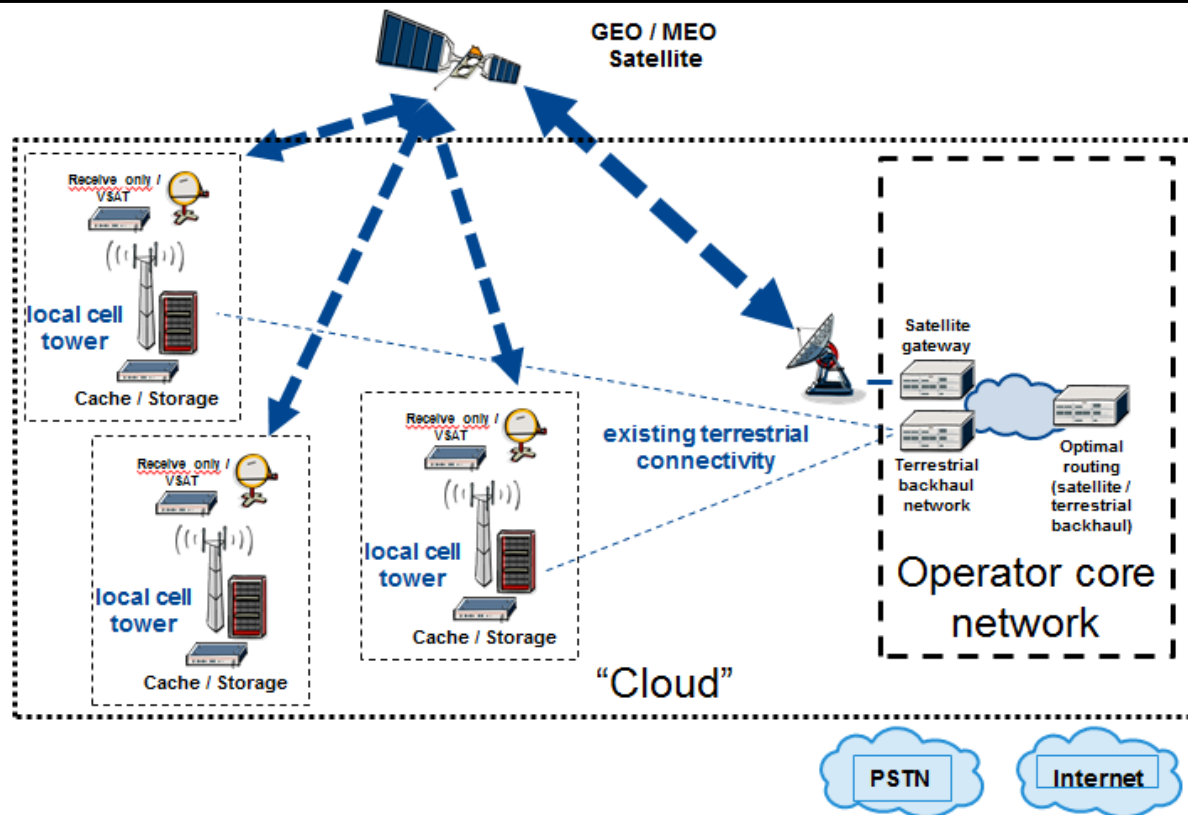 GEO / MEO
Satellite
Receive only /
VSAT
local cell
tower
Cache / Storage
Receive only /
VSAT
local cell
tower
Cache / Storage
Receive only /
VSAT
local cell
tower
Cache / Storage
existing terrestrial
connectivity
Satellite
gateway
Terrestrial
backhaul
network
Optimal
routing
(satellite /
terrestrial
backhaul)
Operator core
network
“Cloud”
PSTN
Internet